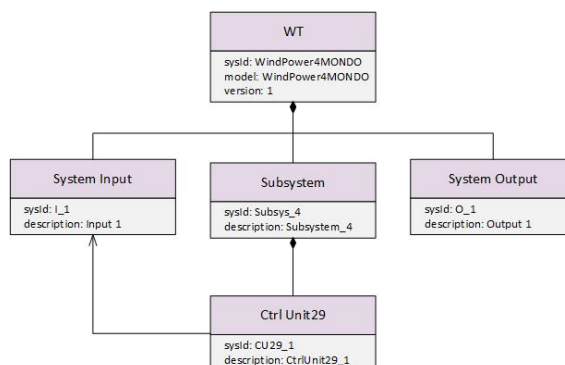 WT
sysId: WindPower4MONDO
model: WindPower4MONDO
version: 1
System Input
sysId: I_1
description: Input 1
Subsystem
sysId: Subsys_4
description: Subsystem_4
System Output
sysId: O_1
description: Output 1
Ctrl Unit29
sysId: CU29_1
description: CtrlUnit29_1